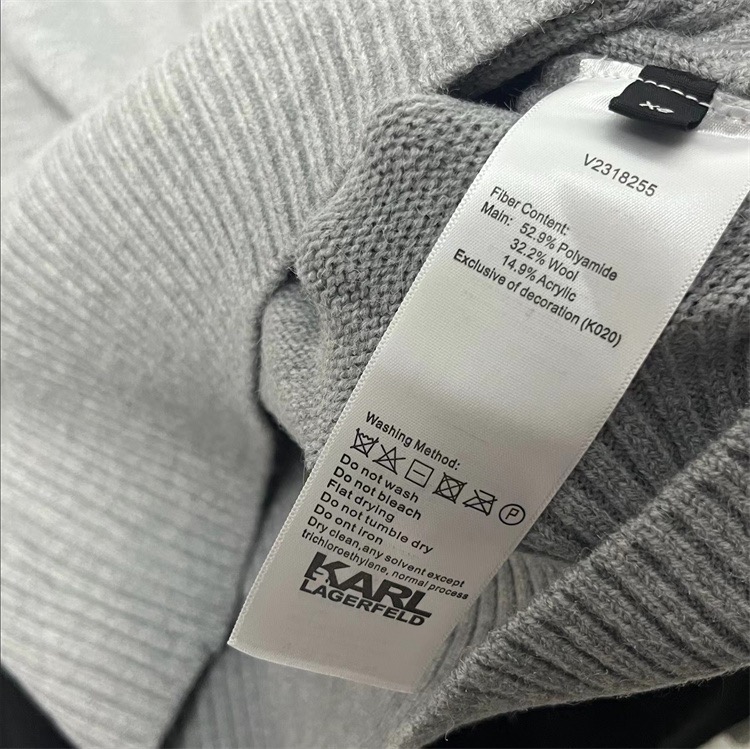 V2318255
Fiber Content:
Main: 52.9% Polyamide
32.2% Wool
14.9% Acrylic
Exclusive of decoration (K020)
Washing Method:
P
Do not wash
Do not bleach
Flat drying
Do not tumble dry
Do ont iron
Dry clean,any solvent except
trichloroethylene, normal process
KARL
LAGERFELD